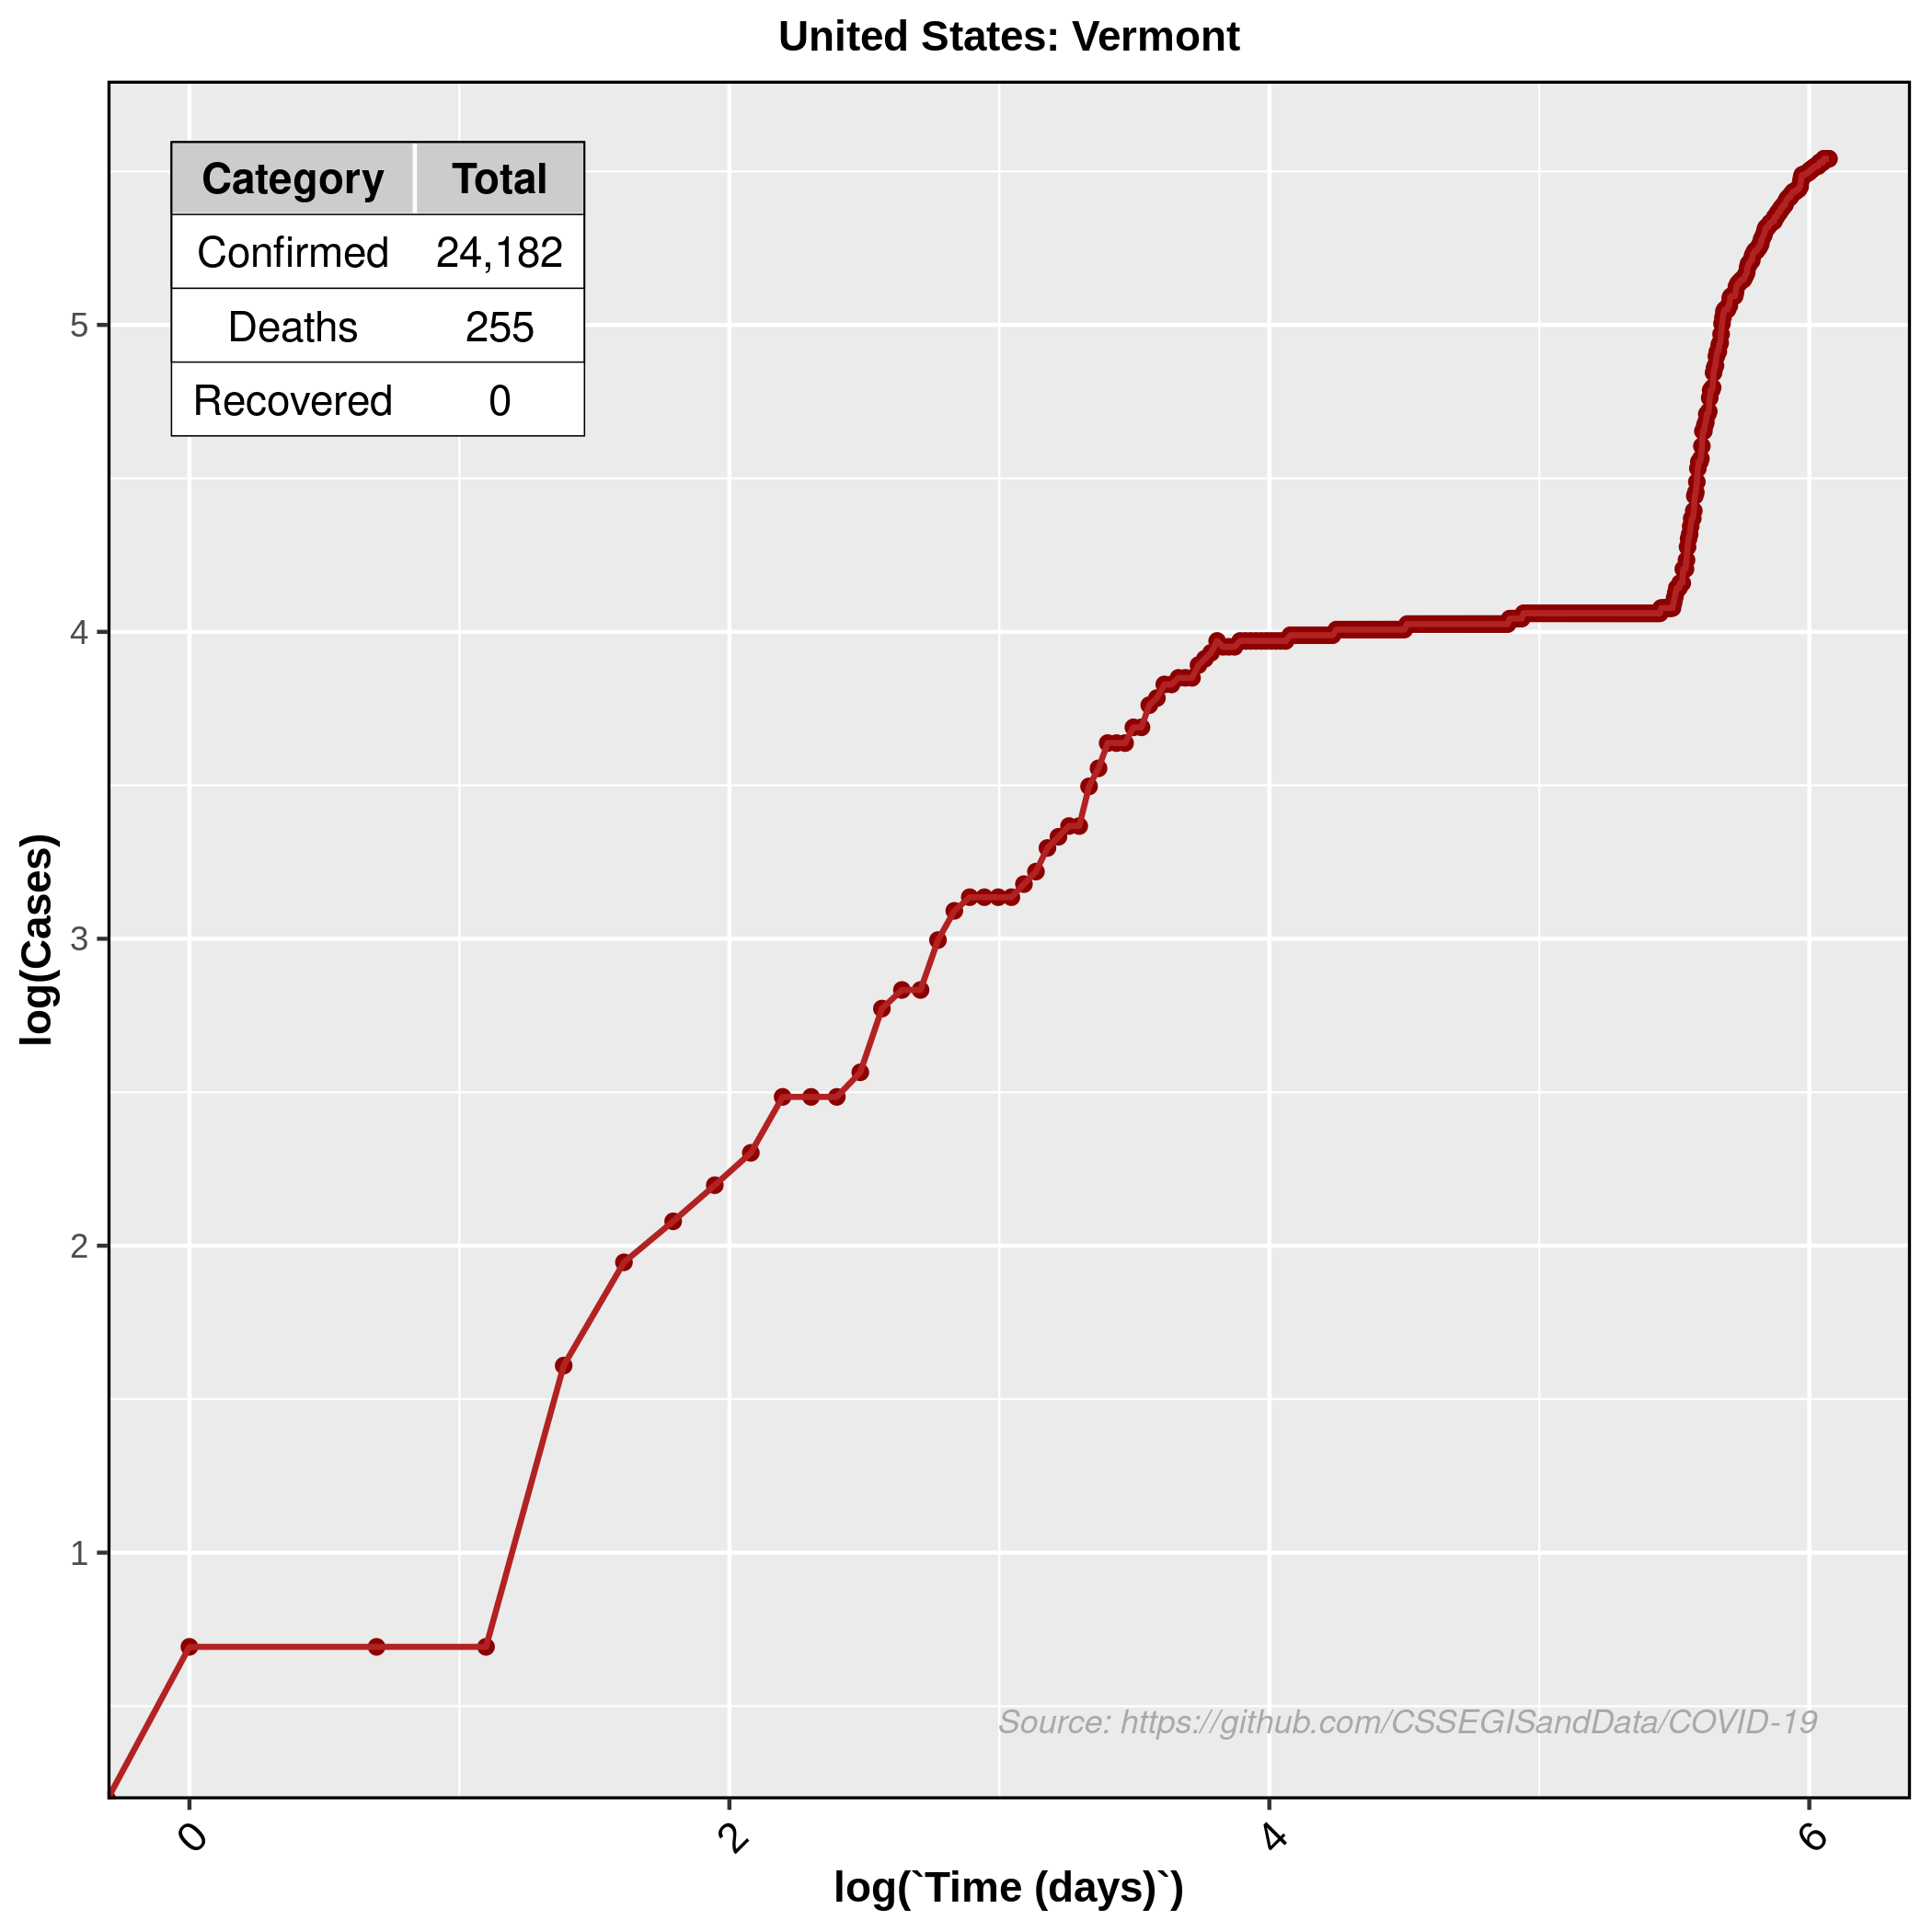 United States: Vermont
Category Total
Confirmed 24,182
Deaths 255
Recovered 0
5
4
3
2
1
log(Cases)
Source: https://github.com/CSSEGISandData/COVID-19
0 2 4 6
log(`Time (days)`)